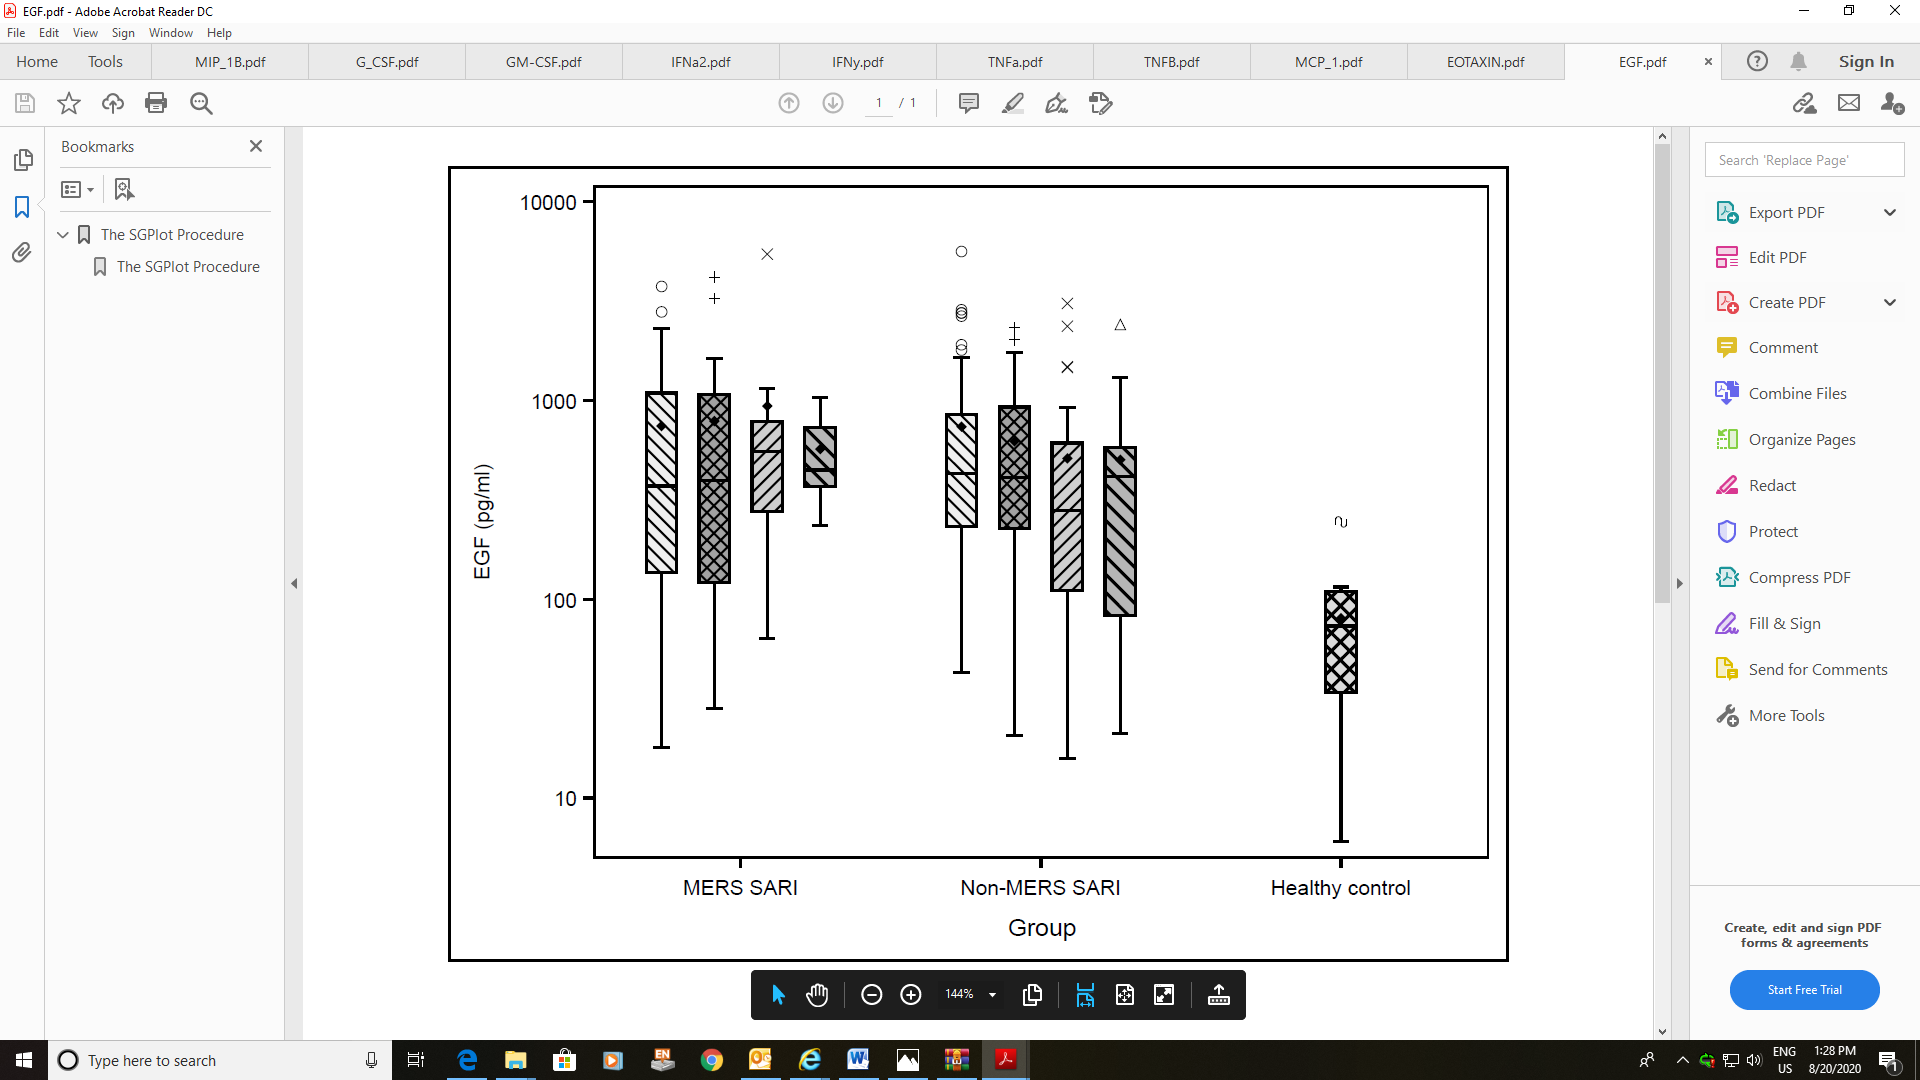 EGF.pdf - Adobe Acrobat Reader DC
File Edit View Sign Window Help
Home Tools MIP_1B.pdf G_CSF.pdf GM-CSF.pdf IFNa2.pdf IFNy.pdf TNFa.pdf TNFB.pdf MCP_1.pdf EOTAXIN.pdf EGF.pdf Sign In
1 / 1
Bookmarks
The SGPlot Procedure
The SGPlot Procedure
10000
1000
100
10
EGF (pg/ml)
MERS SARI Non-MERS SARI Healthy control
Group
144%
Search 'Replace Page'
Export PDF
Edit PDF
Create PDF
Comment
Combine Files
Organize Pages
Redact
Protect
Compress PDF
Fill & Sign
Send for Comments
More Tools
Create, edit and sign PDF
forms & agreements
Start Free Trial
Type here to search
EN
ENG
US
1:28 PM
8/20/2020
1